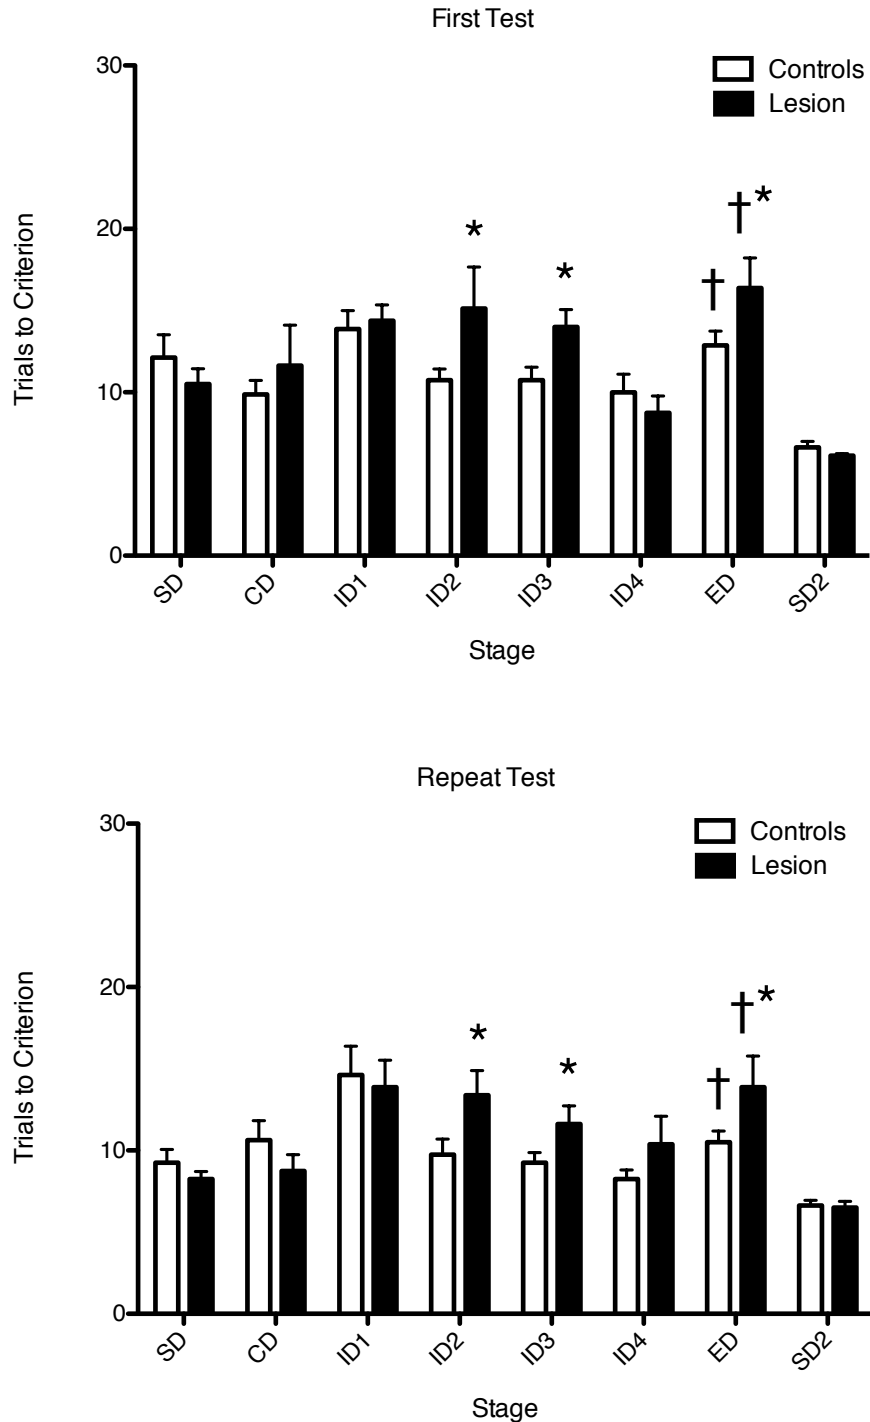 First Test
30
Controls
Lesion
†*
20
*
*
†
Trials to Criterion
10
0
SD
CD
ID1
ID2
ID3
ID4
ED
SD2
Stage
Repeat Test
30
Controls
Lesion
20
†*
*
*
†
Trials to Criterion
10
0
SD
CD
ID1
ID2
ID3
ID4
ED
SD2
Stage